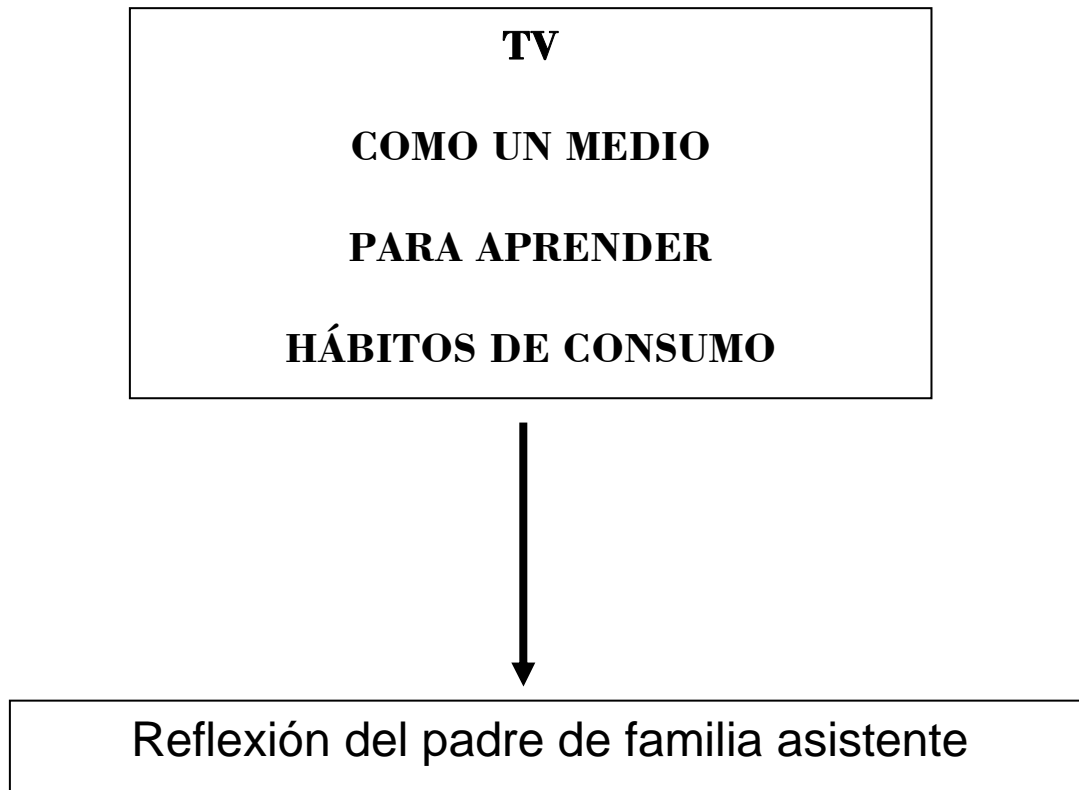 TV
COMO UN MEDIO
PARA APRENDER
HÁBITOS DE CONSUMO
Reflexión del padre de familia asistente